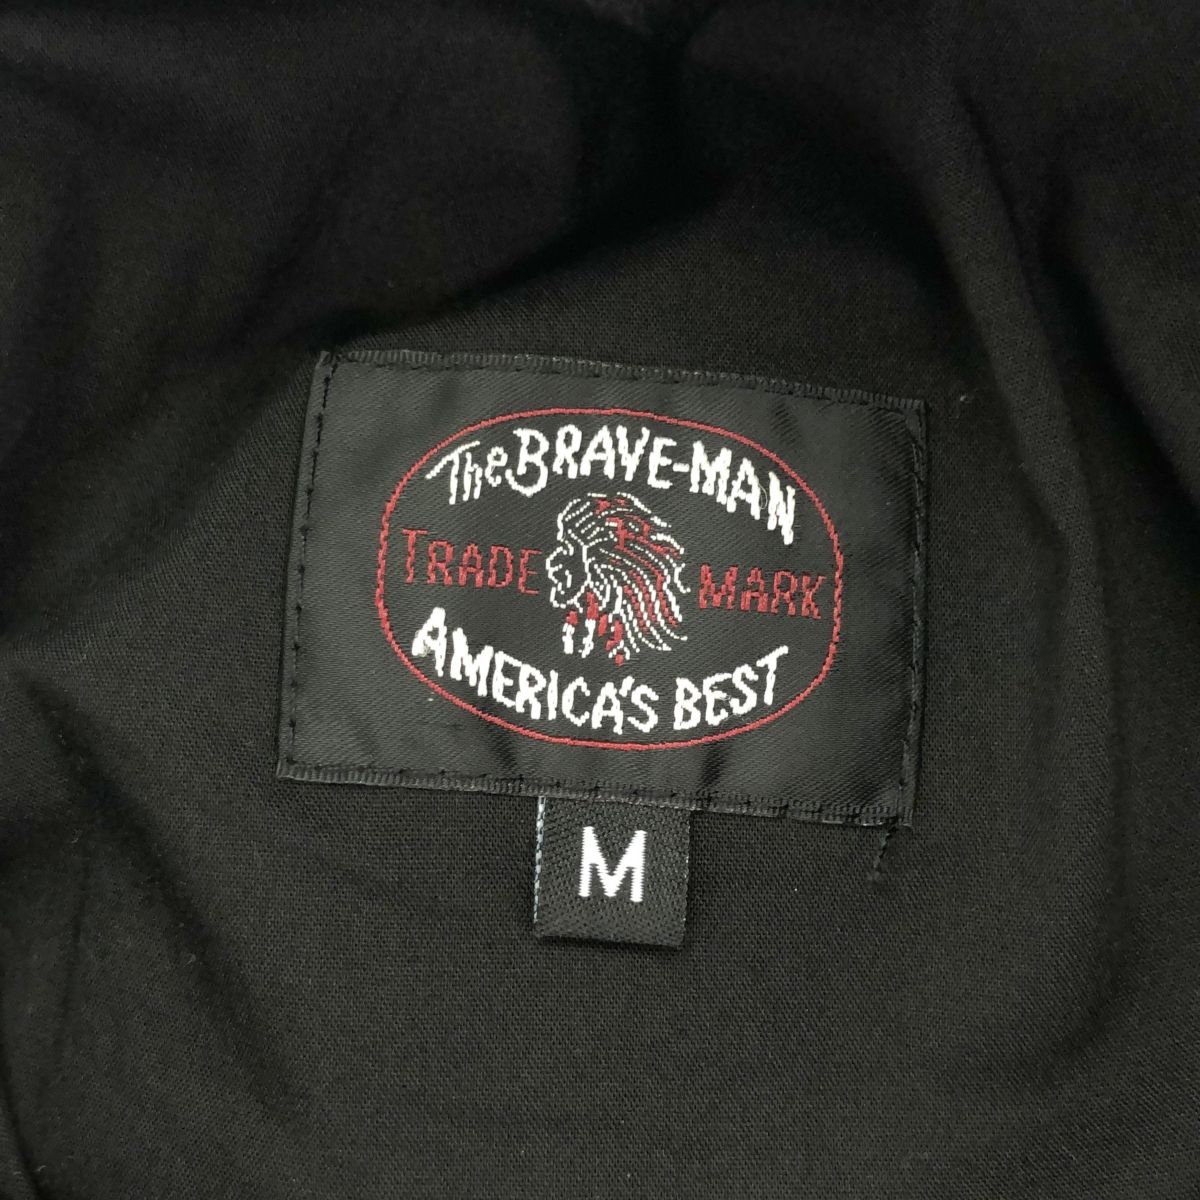 The BRAVE-MAN
TRADE MARK
AMERICA'S BEST
M